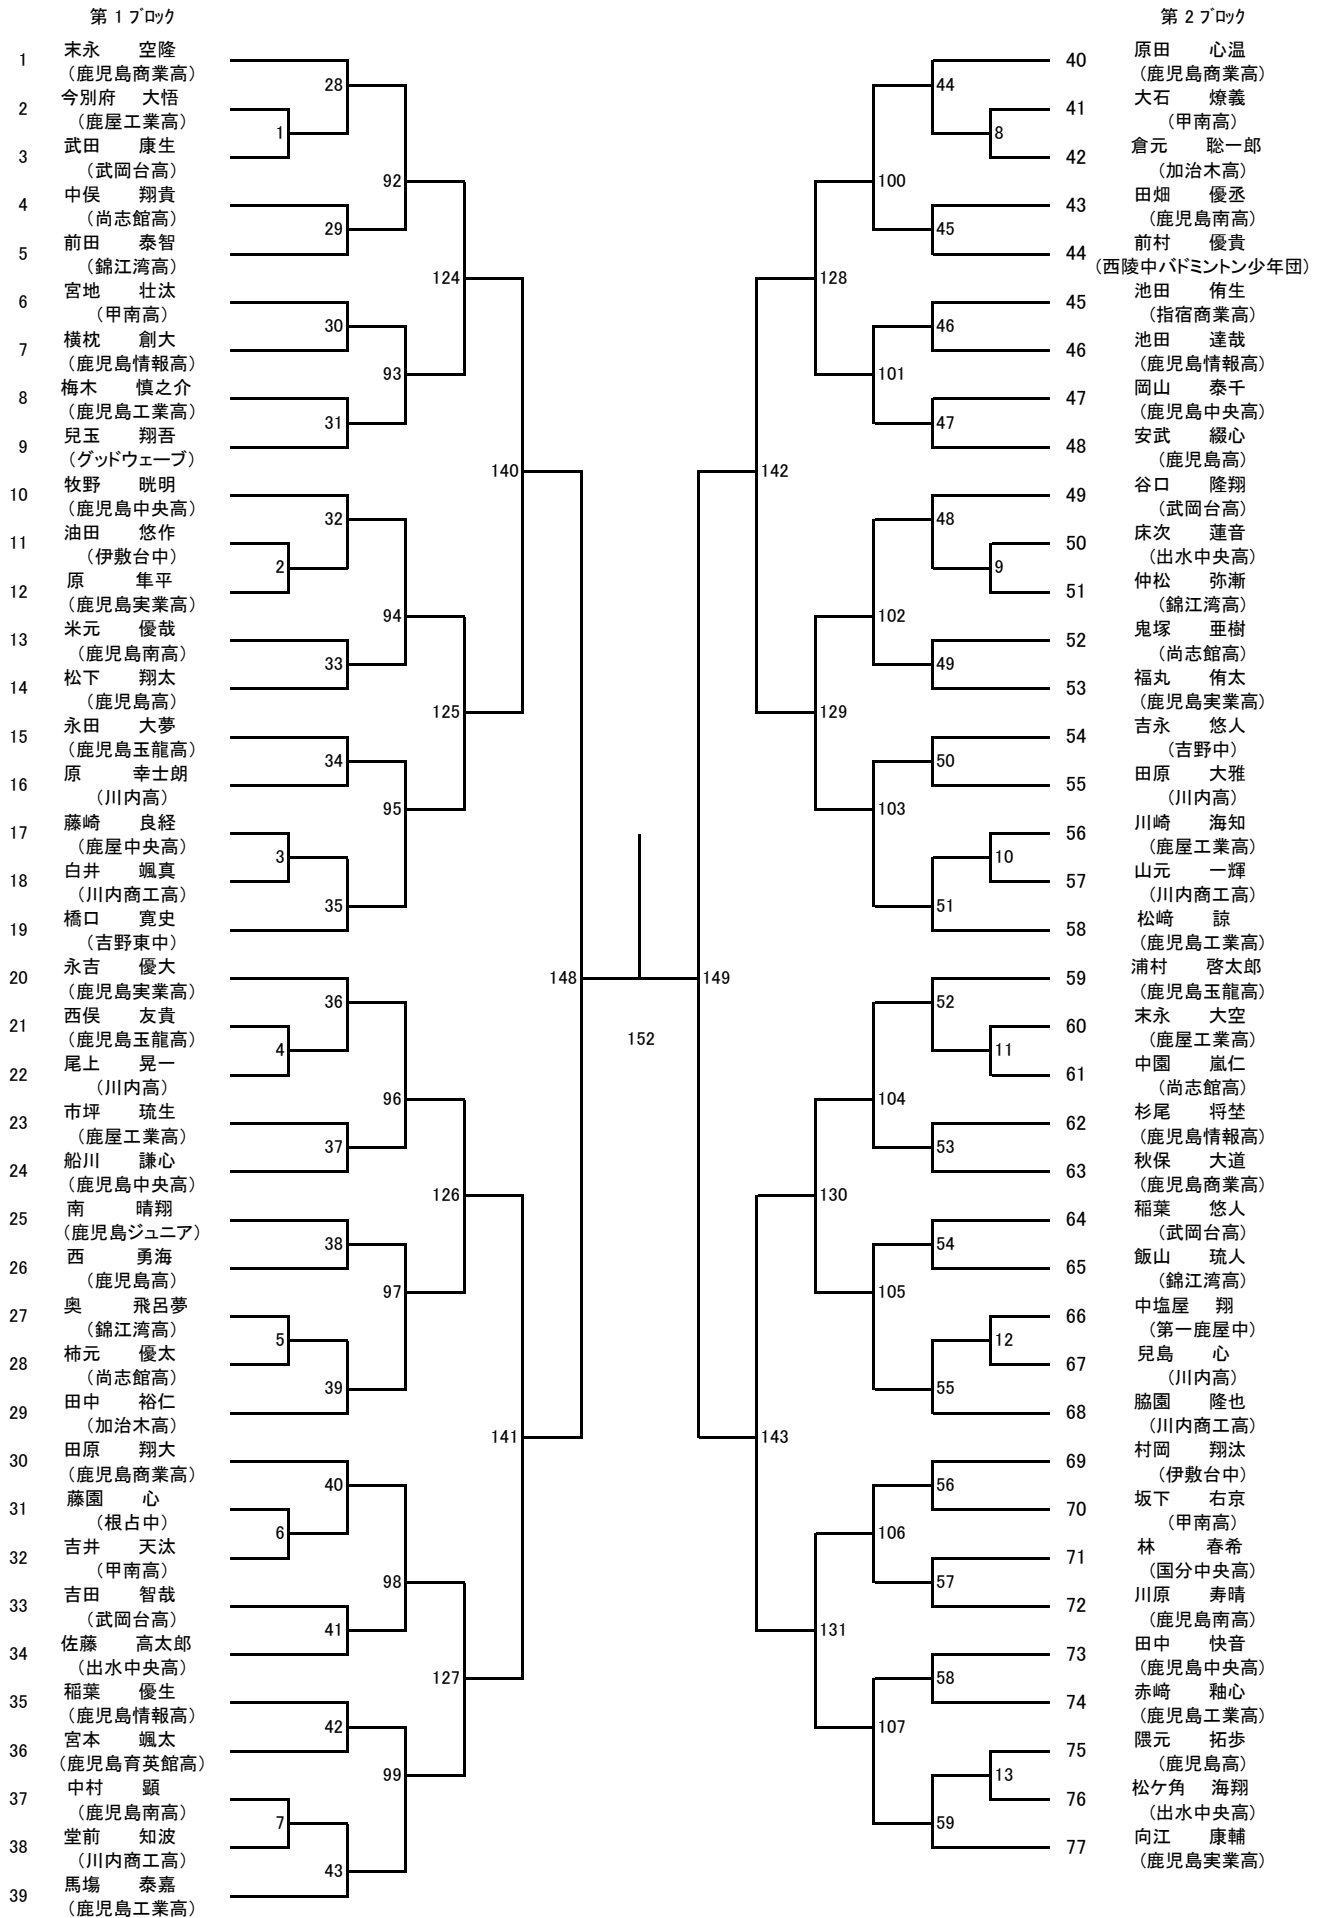 第 1 ブロック
1 末永 空隆
(鹿児島商業高)
2 今別府 大悟
(鹿屋工業高)
3 武田 康生
(武岡台高)
4 中俣 翔貴
(尚志館高)
5 前田 泰智
(錦江湾高)
6 宮地 壮汰
(甲南高)
7 横枕 創大
(鹿児島情報高)
8 梅木 慎之介
(鹿児島工業高)
9 兒玉 翔吾
(グッドウェーブ)
10 牧野 晄明
(鹿児島中央高)
11 油田 悠作
(伊敷台中)
12 原 隼平
(鹿児島実業高)
13 米元 優哉
(鹿児島南高)
14 松下 翔太
(鹿児島高)
15 永田 大夢
(鹿児島玉龍高)
16 原 幸士朗
(川内高)
17 藤崎 良経
(鹿屋中央高)
18 白井 颯真
(川内商工高)
19 橋口 寛史
(吉野東中)
20 永吉 優大
(鹿児島実業高)
21 西俣 友貴
(鹿児島玉龍高)
22 尾上 晃一
(川内高)
23 市坪 琉生
(鹿屋工業高)
24 船川 謙心
(鹿児島中央高)
25 南 晴翔
(鹿児島ジュニア)
26 西 勇海
(鹿児島高)
27 奥 飛呂夢
(錦江湾高)
28 柿元 優太
(尚志館高)
29 田中 裕仁
(加治木高)
30 田原 翔大
(鹿児島商業高)
31 藤園 心
(根占中)
32 吉井 天汰
(甲南高)
33 吉田 智哉
(武岡台高)
34 佐藤 高太郎
(出水中央高)
35 稲葉 優生
(鹿児島情報高)
36 宮本 颯太
(鹿児島育英館高)
37 中村 顕
(鹿児島南高)
38 堂前 知波
(川内商工高)
39 馬塲 泰嘉
(鹿児島工業高)
1
2
3
4
5
6
7
28
29
30
31
32
33
34
35
36
37
38
39
40
41
42
43
92
93
94
95
96
97
98
99
124
125
126
127
140
141
148
152
149
142
143
128
129
130
131
100
101
102
103
104
105
106
107
44
45
46
47
48
49
50
51
52
53
54
55
56
57
58
59
8
9
10
11
12
13
第 2 ブロック
40 原田 心温
(鹿児島商業高)
41 大石 燎義
(甲南高)
42 倉元 聡一郎
(加治木高)
43 田畑 優丞
(鹿児島南高)
44 前村 優貴
(西陵中バドミントン少年団)
45 池田 侑生
(指宿商業高)
46 池田 達哉
(鹿児島情報高)
47 岡山 泰千
(鹿児島中央高)
48 安武 綴心
(鹿児島高)
49 谷口 隆翔
(武岡台高)
50 床次 蓮音
(出水中央高)
51 仲松 弥漸
(錦江湾高)
52 鬼塚 亜樹
(尚志館高)
53 福丸 侑太
(鹿児島実業高)
54 吉永 悠人
(吉野中)
55 田原 大雅
(川内高)
56 川崎 海知
(鹿屋工業高)
57 山元 一輝
(川内商工高)
58 松﨑 諒
(鹿児島工業高)
59 浦村 啓太郎
(鹿児島玉龍高)
60 末永 大空
(鹿屋工業高)
61 中園 嵐仁
(尚志館高)
62 杉尾 将埜
(鹿児島情報高)
63 秋保 大道
(鹿児島商業高)
64 稲葉 悠人
(武岡台高)
65 飯山 琉人
(錦江湾高)
66 中塩屋 翔
(第一鹿屋中)
67 兒島 心
(川内高)
68 脇園 隆也
(川内商工高)
69 村岡 翔汰
(伊敷台中)
70 坂下 右京
(甲南高)
71 林 春希
(国分中央高)
72 川原 寿晴
(鹿児島南高)
73 田中 快音
(鹿児島中央高)
74 赤﨑 釉心
(鹿児島工業高)
75 隈元 拓歩
(鹿児島高)
76 松ケ角 海翔
(出水中央高)
77 向江 康輔
(鹿児島実業高)